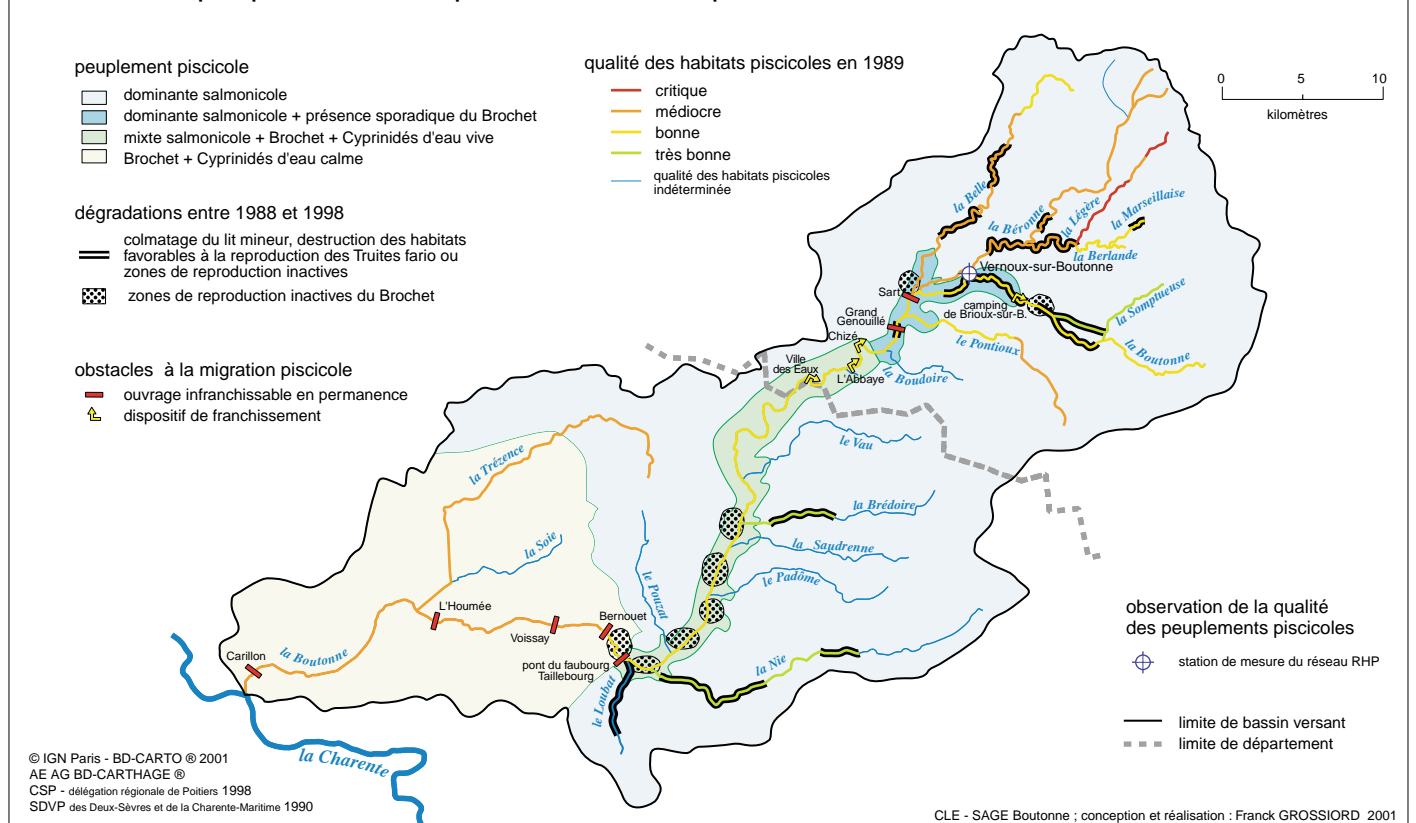 peuplement piscicole
dominante salmonicole
dominante salmonicole + présence sporadique du Brochet
mixte salmonicole + Brochet + Cyprinidés d'eau vive
Brochet + Cyprinidés d'eau calme
dégradations entre 1988 et 1998
colmatage du lit mineur, destruction des habitats
favorables à la reproduction des Truites fario ou
zones de reproduction inactives
zones de reproduction inactives du Brochet
obstacles à la migration piscicole
ouvrage infranchissable en permanence
dispositif de franchissement
qualité des habitats piscicoles en 1989
critique
médiocre
bonne
très bonne
qualité des habitats piscicoles
indéterminée
0 5 10
kilomètres
la Belle
la Béronne
la Légère
la Marseillaise
la Berlande
Vernoux-sur-Boutonne
Sart
camping
de Brioux-sur-B.
la Somptueuse
Grand
Genouillé
Chizé
le Pontioux
la Boutonne
Ville
des Eaux
L'Abbaye
la Boudoire
le Vau
la Trézence
la Brédoire
la Soie
la Saudrenne
le Pouzat
le Padôme
L'Houmée
Voissay
Bernouet
Carillon
la Boutonne
pont du faubourg
Taillebourg
la Nie
le Loubat
la Charente
observation de la qualité
des peuplements piscicoles
station de mesure du réseau RHP
limite de bassin versant
limite de département
© IGN Paris - BD-CARTO ® 2001
AE AG BD-CARTHAGE ®
CSP - délégation régionale de Poitiers 1998
SDVP des Deux-Sèvres et de la Charente-Maritime 1990
CLE - SAGE Boutonne ; conception et réalisation : Franck GROSSIORD 2001